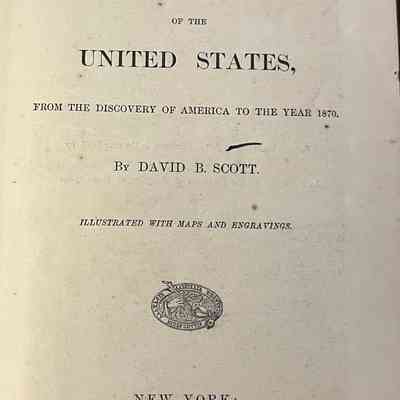 OF THE
UNITED STATES,
FROM THE DISCOVERY OF AMERICA TO THE YEAR 1870.
By DAVID B. SCOTT.
ILLUSTRATED WITH MAPS AND ENGRAVINGS.
NEW YORK: